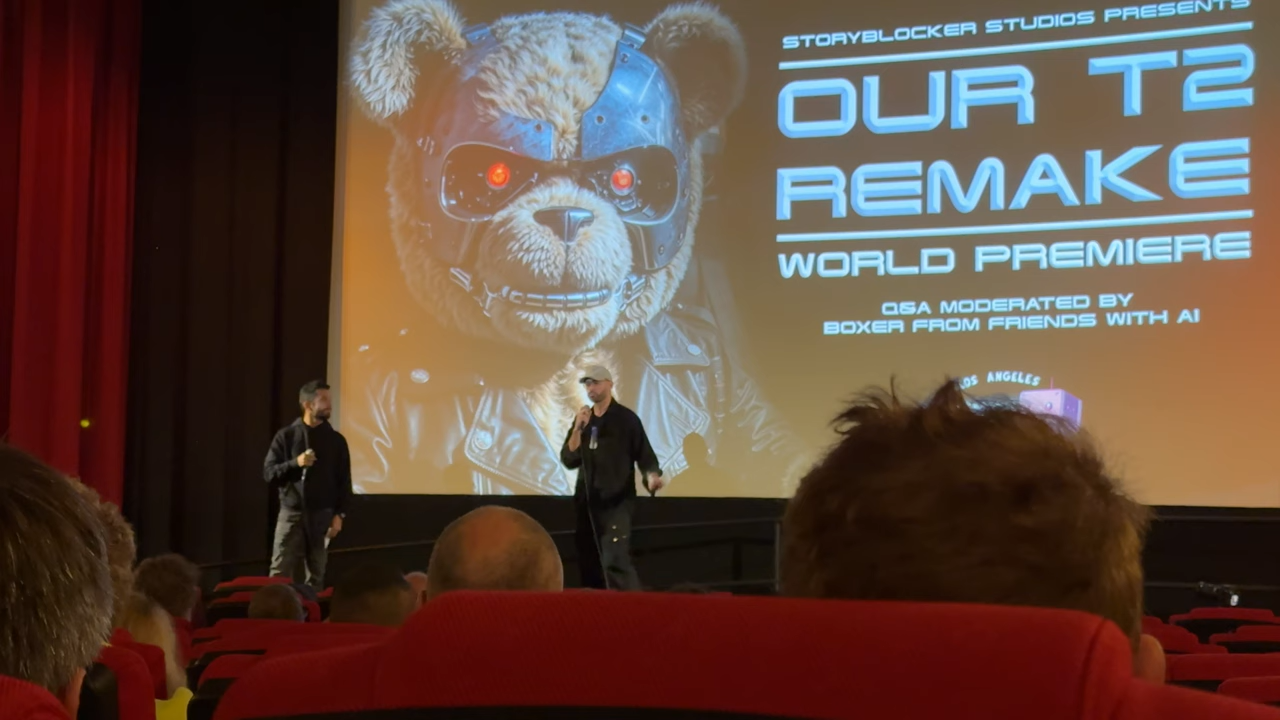 STORYBLOCKER STUDIOS PRESENTS
OUR T2
REMAKE
WORLD PREMIERE
Q&A MODERATED BY
BOXER FROM FRIENDS WITH AI
LOS ANGELES